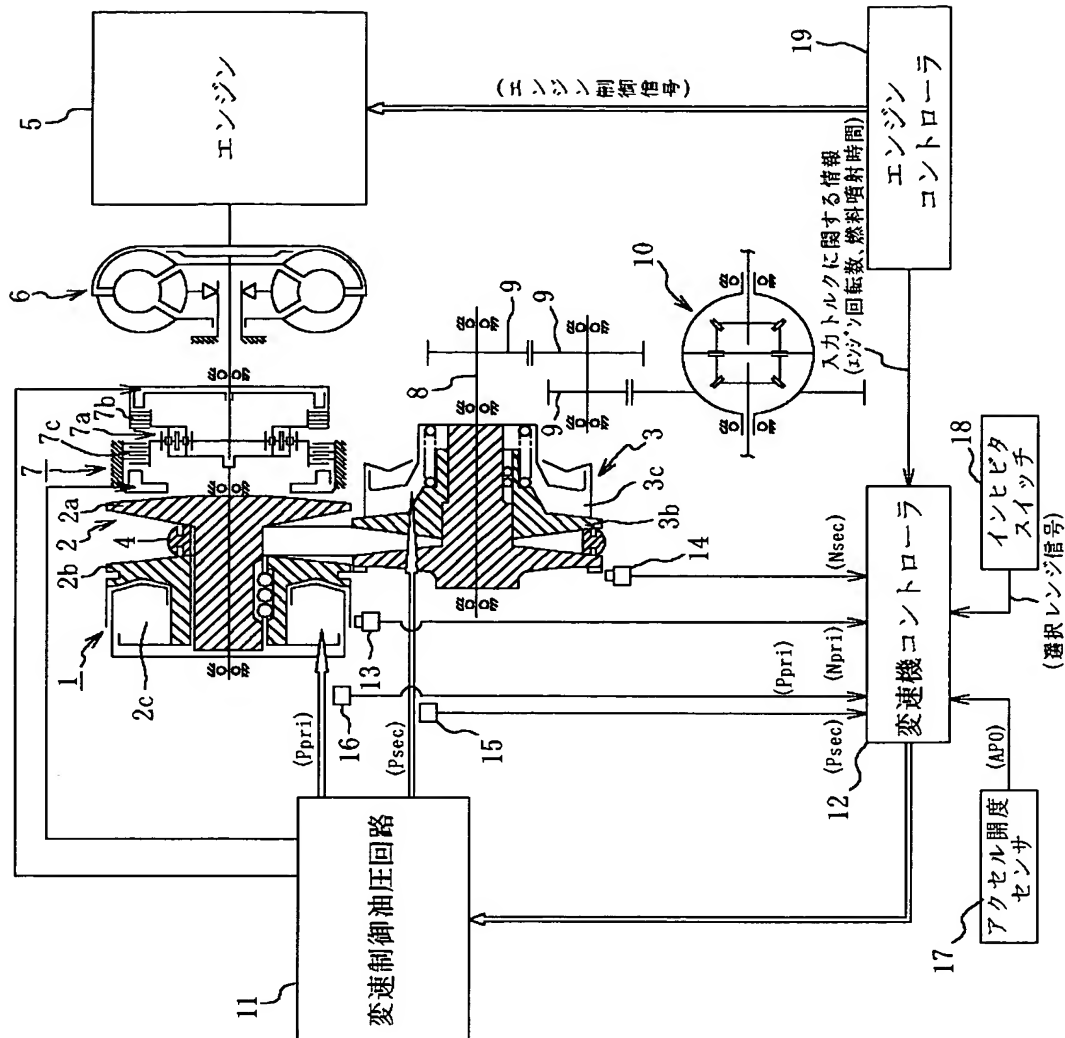 5
エンジン
6
(エンジン制御信号)
19
エンジン
コントローラ
入力トルクに関する情報
(エンジン回転数、燃料噴射時間)
7
7c
7a
7b
2a
2
4
2b
1
2c
8
9
9
9
10
3
3c
3b
14
13
16
15
(Ppri)
(Psec)
(Nsec)
(Npri)
(Ppri)
(Psec)
11
変速制御油圧回路
12
変速機コントローラ
18
インヒビタ
スイッチ
(選択レンジ信号)
(APO)
17
アクセル開度
センサ